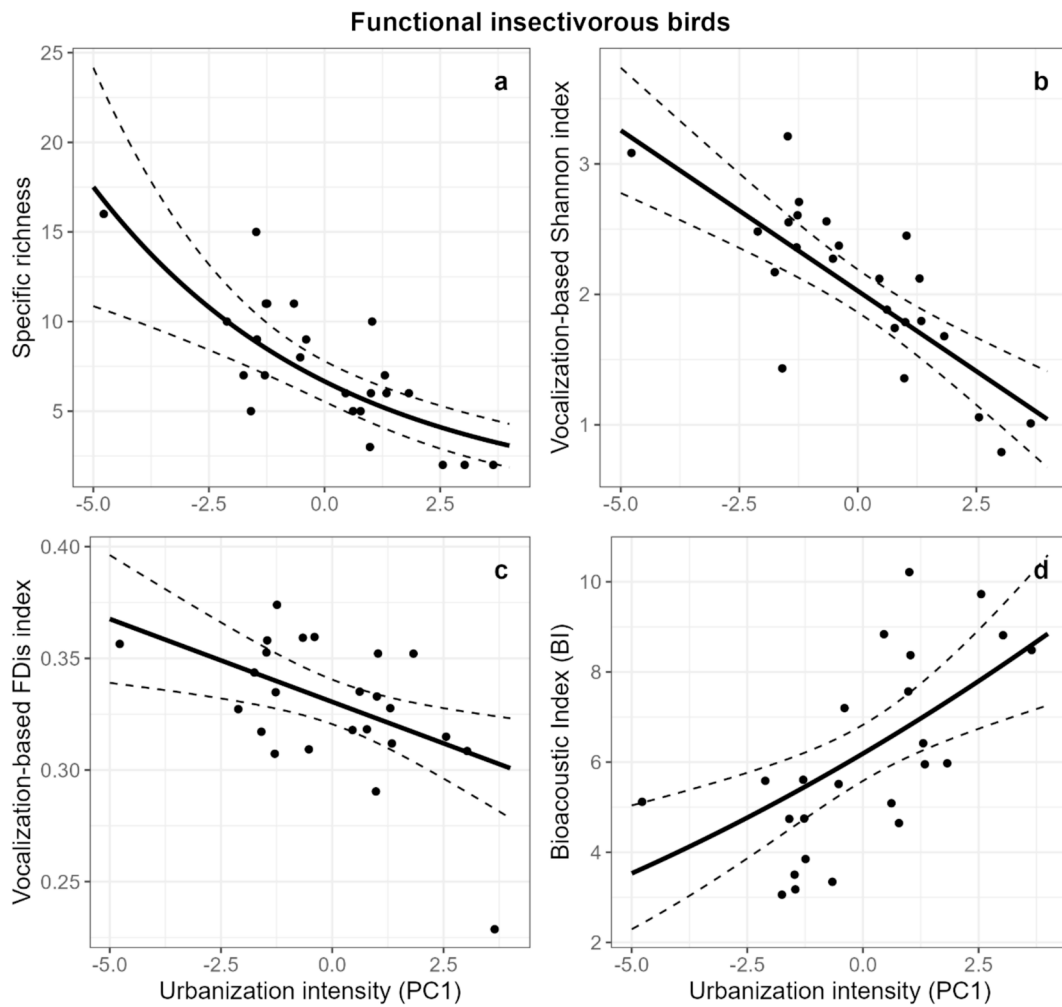 Functional insectivorous birds
a
Specific richness
25
20
15
10
5
-5.0 -2.5 0.0 2.5
b
Vocalization-based Shannon index
3
2
1
-5.0 -2.5 0.0 2.5
c
Vocalization-based FDis index
0.40
0.35
0.30
0.25
-5.0 -2.5 0.0 2.5
Urbanization intensity (PC1)
d
Bioacoustic Index (BI)
10
8
6
4
2
-5.0 -2.5 0.0 2.5
Urbanization intensity (PC1)